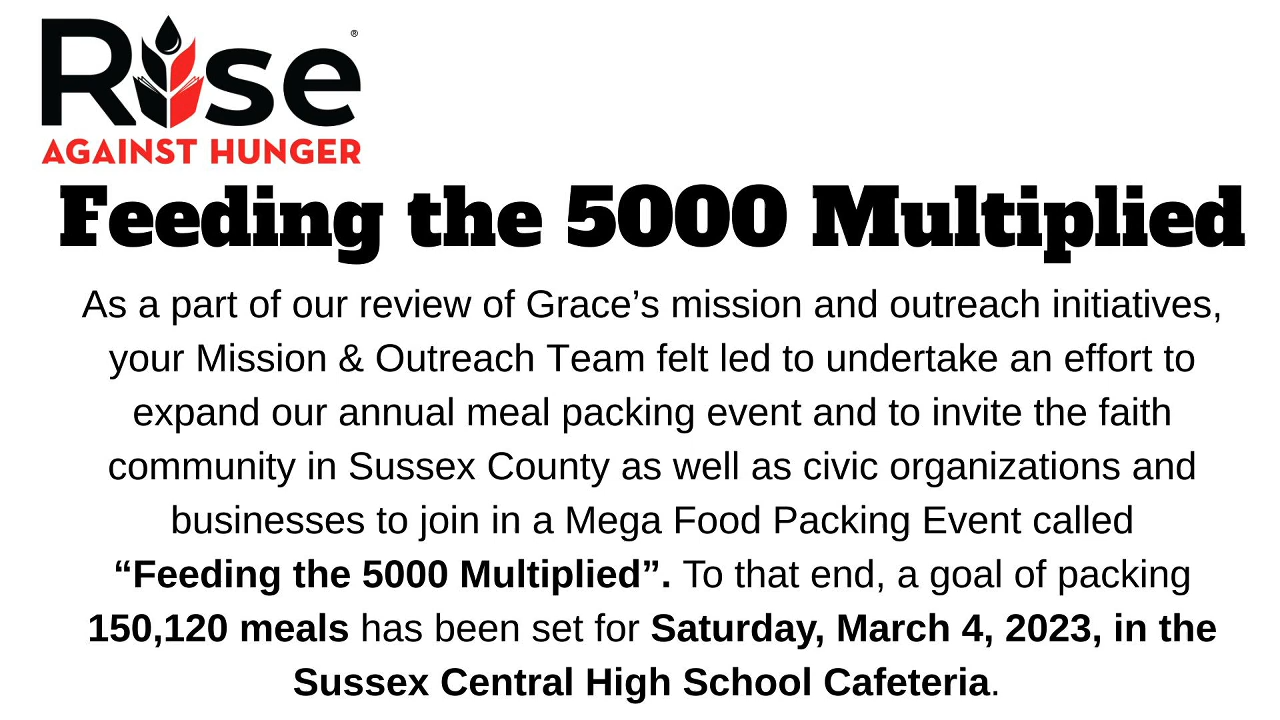 Rise®
AGAINST HUNGER
Feeding the 5000 Multiplied
As a part of our review of Grace’s mission and outreach initiatives,
your Mission & Outreach Team felt led to undertake an effort to
expand our annual meal packing event and to invite the faith
community in Sussex County as well as civic organizations and
businesses to join in a Mega Food Packing Event called
“Feeding the 5000 Multiplied”. To that end, a goal of packing
150,120 meals has been set for Saturday, March 4, 2023, in the
Sussex Central High School Cafeteria.